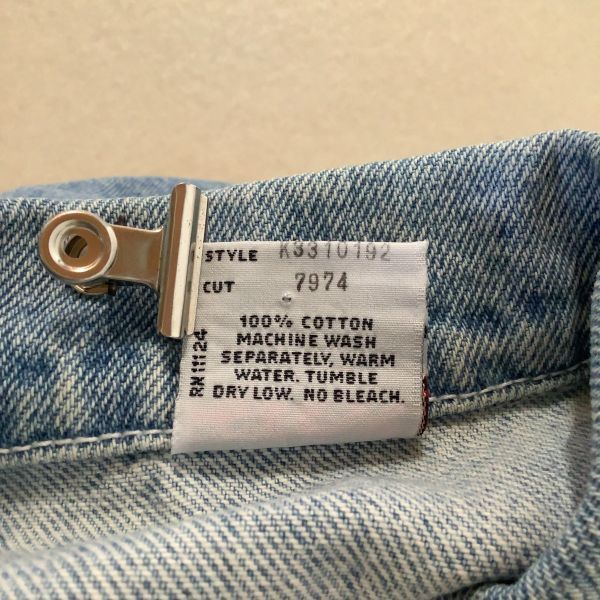 STYLE K3310192
CUT 7974
100% COTTON
MACHINE WASH
SEPARATELY, WARM
WATER. TUMBLE
DRY LOW. NO BLEACH.
RN 11124